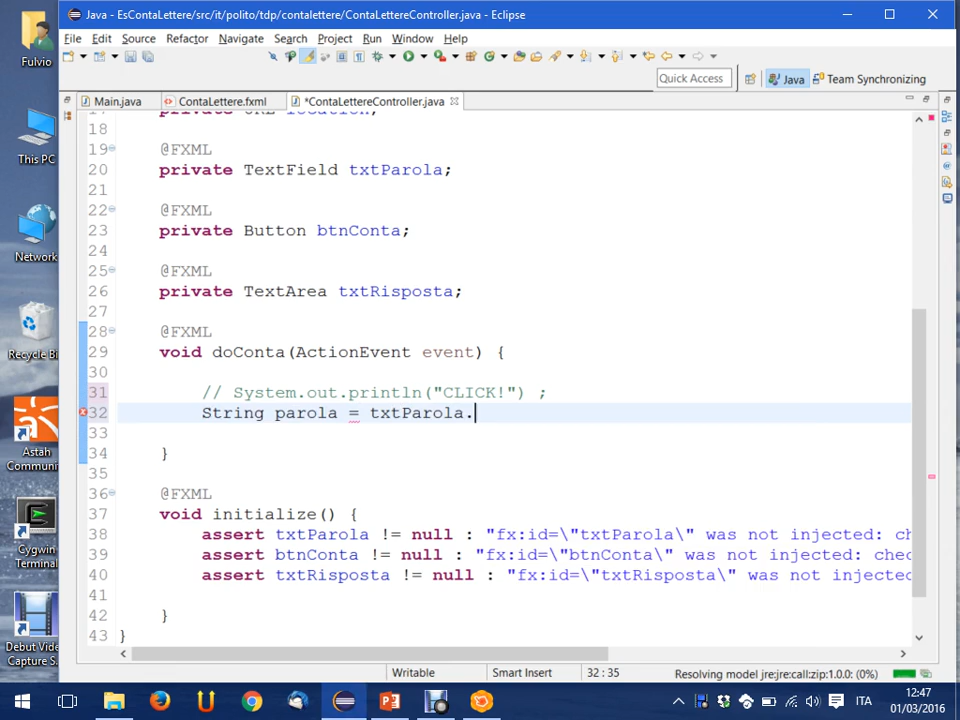 Java - EsContaLettere/src/it/polito/tdp/contalettere/ContaLettereController.java - Eclipse
File Edit Source Refactor Navigate Search Project Run Window Help
Quick Access Java Team Synchronizing
Main.java ContaLettere.fxml *ContaLettereController.java
18
19 @FXML
20 private TextField txtParola;
21
22 @FXML
23 private Button btnConta;
24
25 @FXML
26 private TextArea txtRisposta;
27
28 @FXML
29 void doConta(ActionEvent event) {
30
31 // System.out.println("CLICK!") ;
32 String parola = txtParola.
33
34 }
35
36 @FXML
37 void initialize() {
38 assert txtParola != null : "fx:id=\"txtParola\" was not injected: chec
39 assert btnConta != null : "fx:id=\"btnConta\" was not injected: check
40 assert txtRisposta != null : "fx:id=\"txtRisposta\" was not injected
41
42 }
43 }
Writable Smart Insert 32 : 35 Resolving model jre:jre:call:zip:1.0.0: (0%)
Fulvio
This PC
Network
Recycle Bi
Astah
Commun
Cygwin
Terminal
Debut Vide
Capture S..
ITA
12:47
01/03/2016